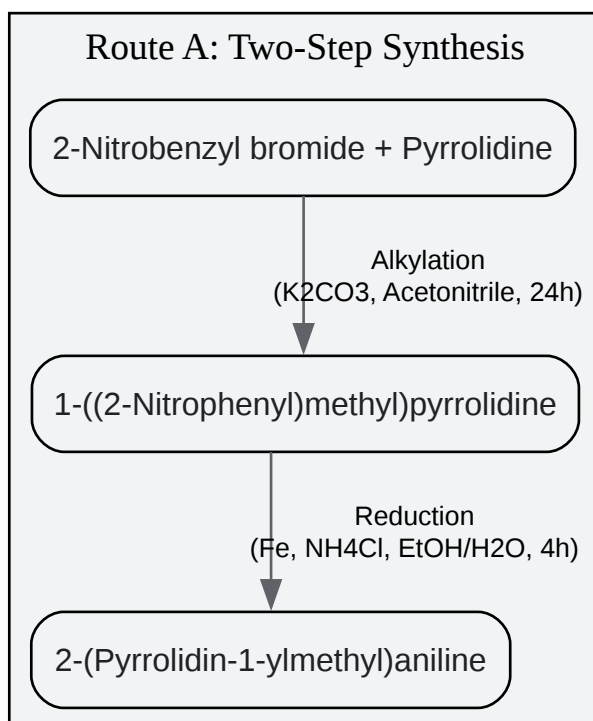 Route A: Two-Step Synthesis
2-Nitrobenzyl bromide + Pyrrolidine
Alkylation
(K2CO3, Acetonitrile, 24h)
1-((2-Nitrophenyl)methyl)pyrrolidine
Reduction
(Fe, NH4Cl, EtOH/H2O, 4h)
2-(Pyrrolidin-1-ylmethyl)aniline